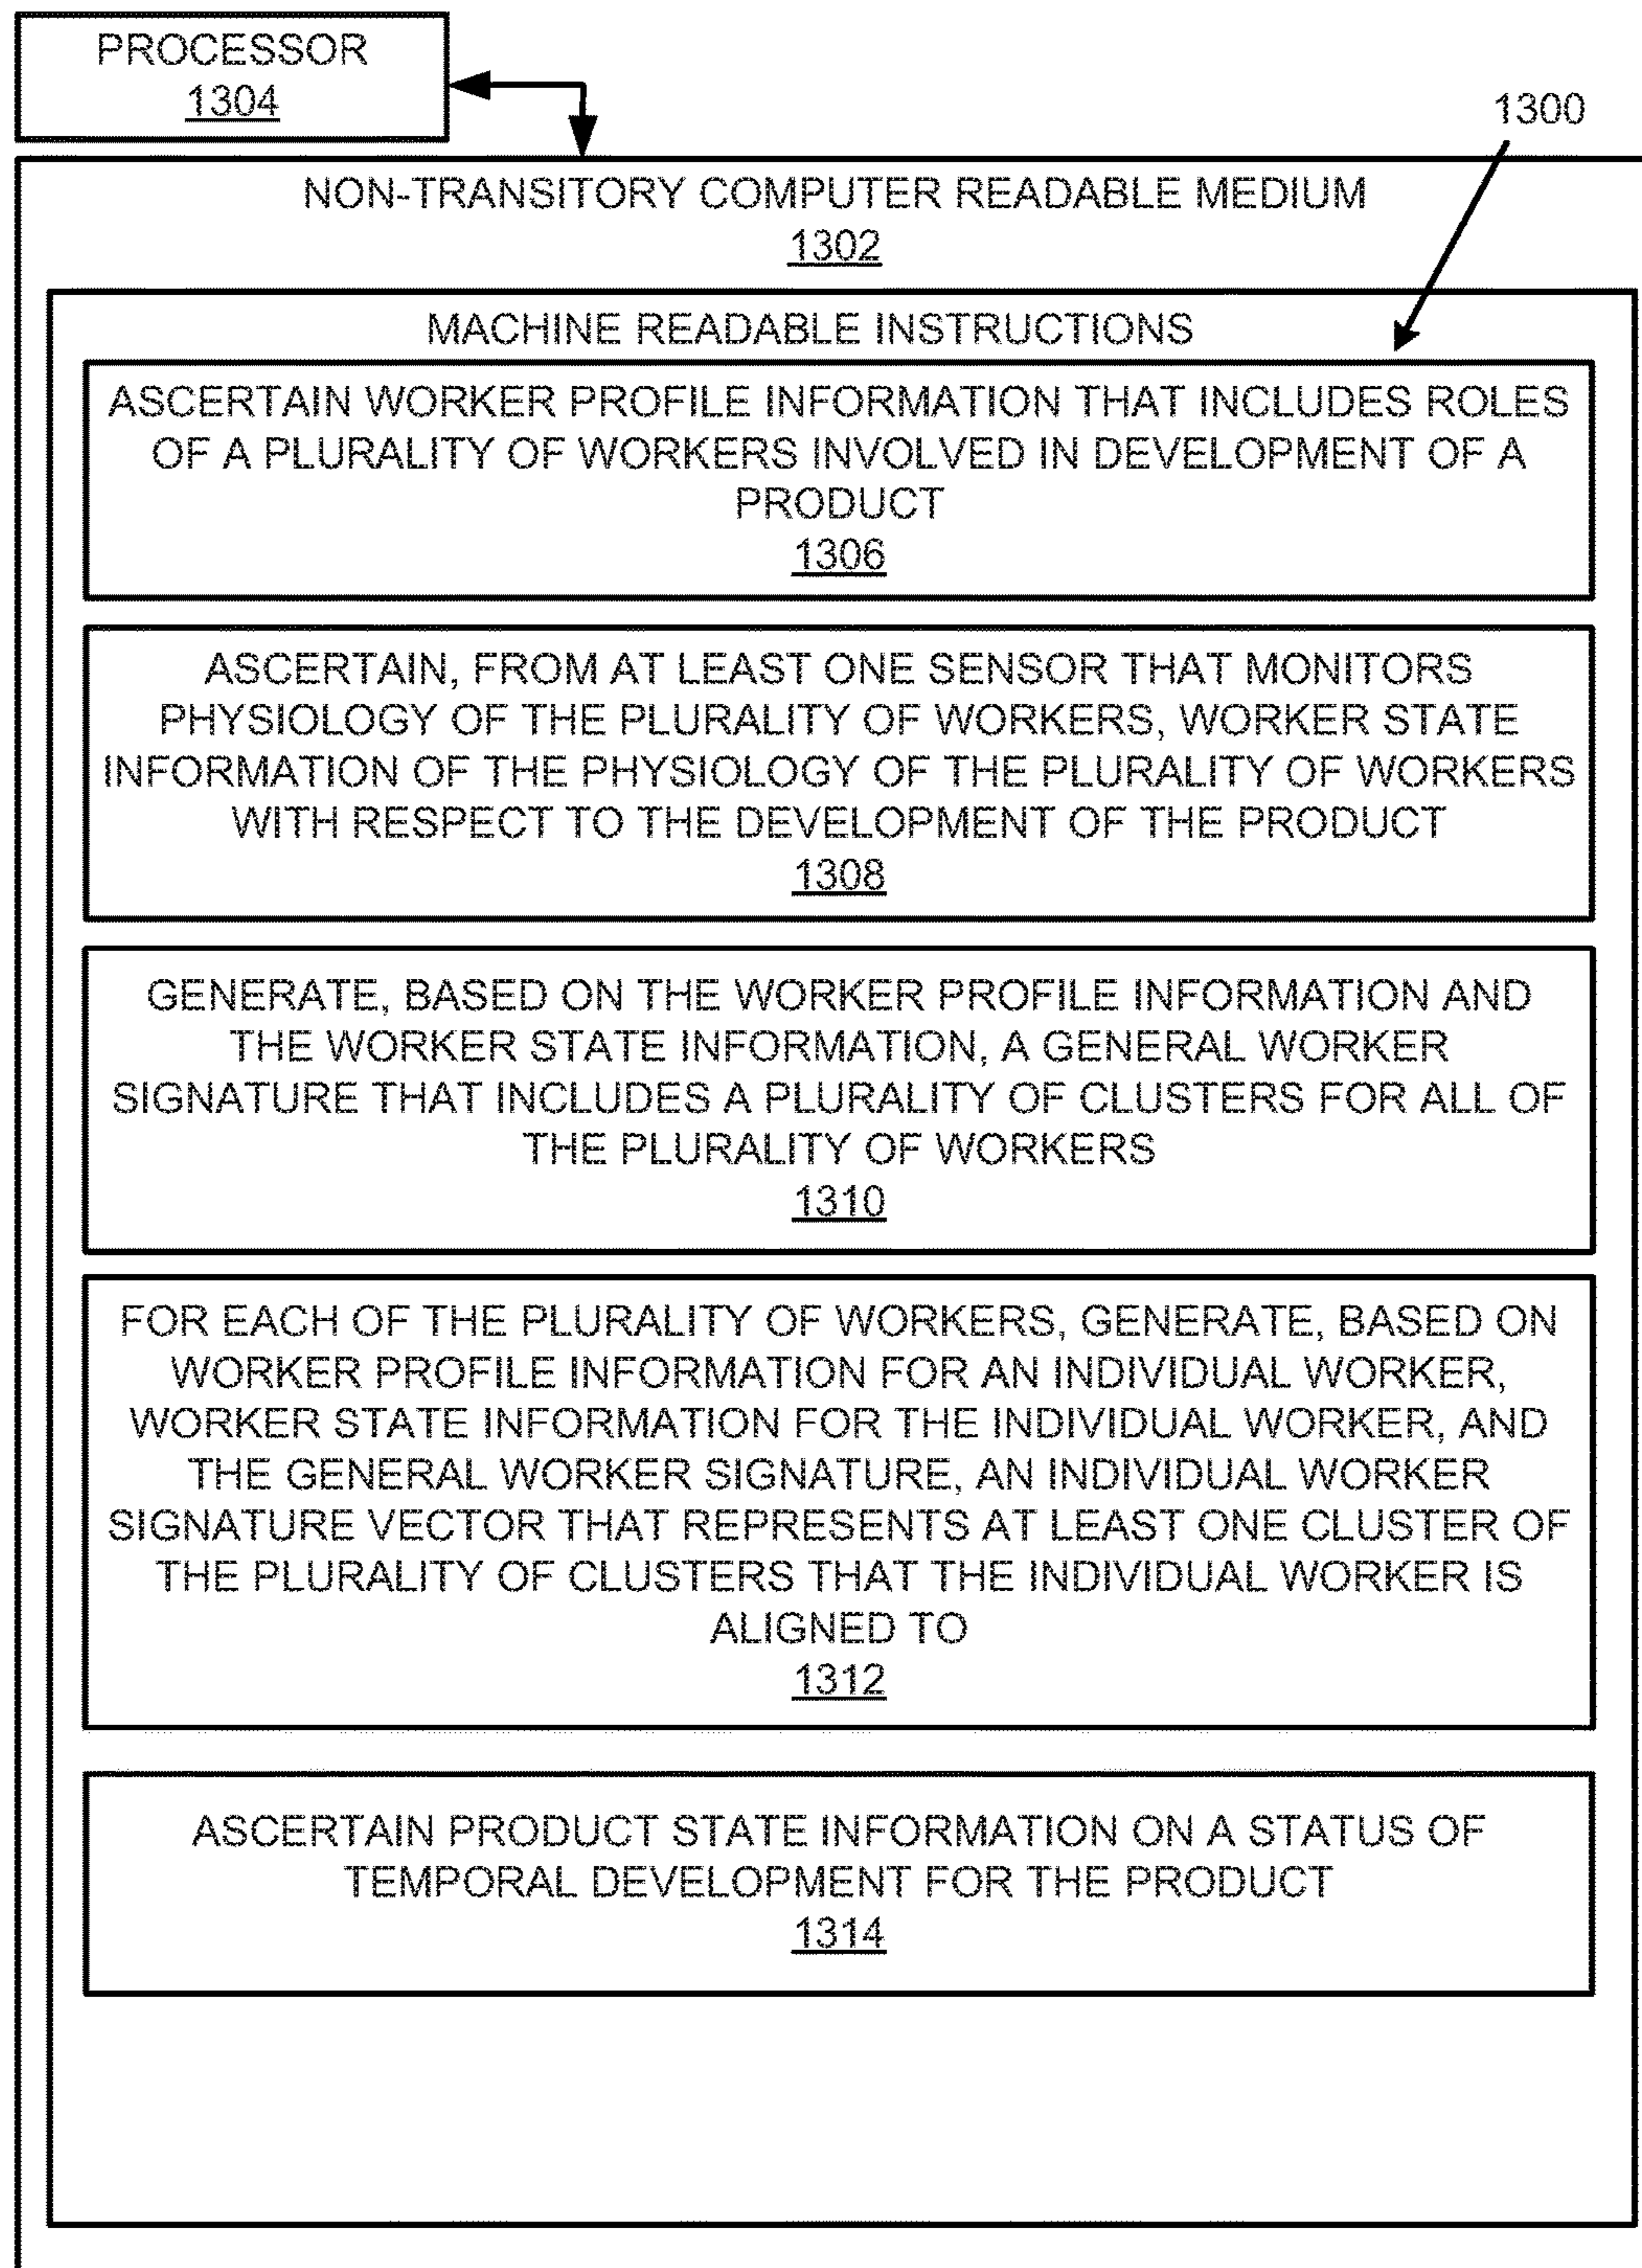 PROCESSOR
1304
1300
NON-TRANSITORY COMPUTER READABLE MEDIUM
1302
MACHINE READABLE INSTRUCTIONS
ASCERTAIN WORKER PROFILE INFORMATION THAT INCLUDES ROLES
OF A PLURALITY OF WORKERS INVOLVED IN DEVELOPMENT OF A
PRODUCT
1306
ASCERTAIN, FROM AT LEAST ONE SENSOR THAT MONITORS
PHYSIOLOGY OF THE PLURALITY OF WORKERS, WORKER STATE
INFORMATION OF THE PHYSIOLOGY OF THE PLURALITY OF WORKERS
WITH RESPECT TO THE DEVELOPMENT OF THE PRODUCT
1308
GENERATE, BASED ON THE WORKER PROFILE INFORMATION AND
THE WORKER STATE INFORMATION, A GENERAL WORKER
SIGNATURE THAT INCLUDES A PLURALITY OF CLUSTERS FOR ALL OF
THE PLURALITY OF WORKERS
1310
FOR EACH OF THE PLURALITY OF WORKERS, GENERATE, BASED ON
WORKER PROFILE INFORMATION FOR AN INDIVIDUAL WORKER,
WORKER STATE INFORMATION FOR THE INDIVIDUAL WORKER, AND
THE GENERAL WORKER SIGNATURE, AN INDIVIDUAL WORKER
SIGNATURE VECTOR THAT REPRESENTS AT LEAST ONE CLUSTER OF
THE PLURALITY OF CLUSTERS THAT THE INDIVIDUAL WORKER IS
ALIGNED TO
1312
ASCERTAIN PRODUCT STATE INFORMATION ON A STATUS OF
TEMPORAL DEVELOPMENT FOR THE PRODUCT
1314